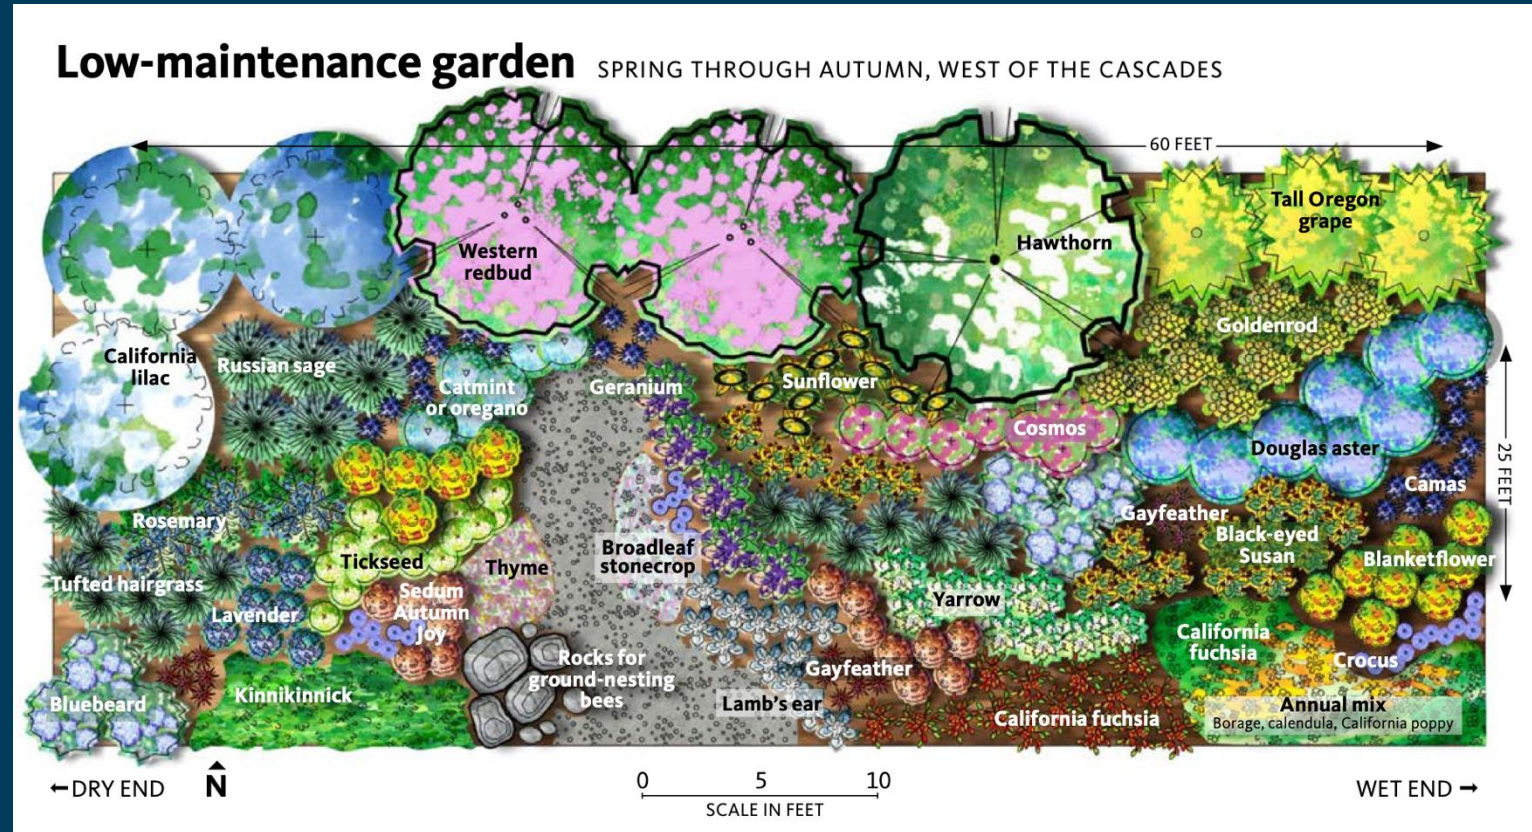 Low-maintenance garden SPRING THROUGH AUTUMN, WEST OF THE CASCADES
60 FEET
Tall Oregon
grape
Western
redbud
Hawthorn
Goldenrod
California
lilac
Russian sage
Catmint
or oregano
Geranium
Sunflower
Cosmos
Douglas aster
25 FEET
Camas
Rosemary
Gayfeather
Black-eyed
Susan
Blanketflower
Tickseed
Thyme
Broadleaf
stonecrop
Tufted hairgrass
Sedum
Autumn
Joy
Yarrow
Lavender
California
fuchsia
Crocus
Rocks for
ground-nesting
bees
Gayfeather
Kinnikinnick
Bluebeard
Lamb's ear
California fuchsia
Annual mix
Borage, calendula, California poppy
←DRY END
N
0 5 10
SCALE IN FEET
WET END →